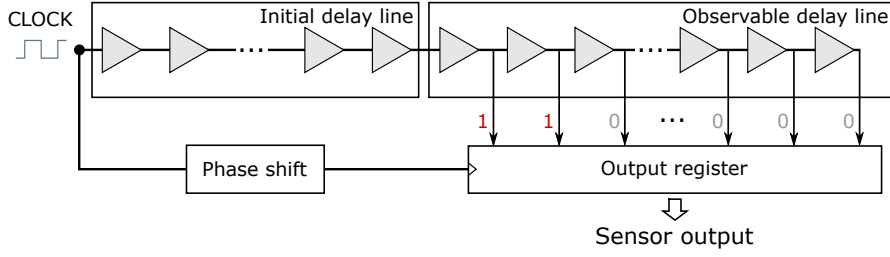 CLOCK
Initial delay line
Observable delay line
...
...
1 1 0 ... 0 0 0
Phase shift
Output register
Sensor output